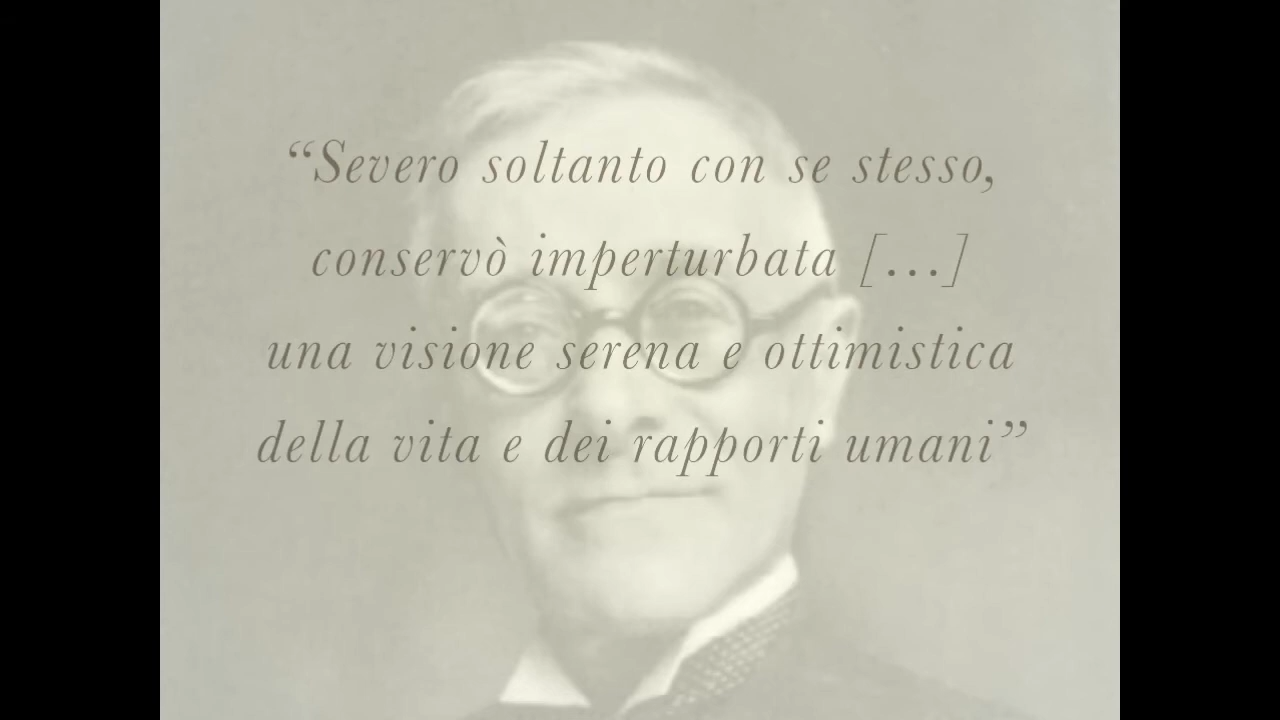 “Severo soltanto con se stesso,
conservò imperturbata [...]
una visione serena e ottimistica
della vita e dei rapporti umani”